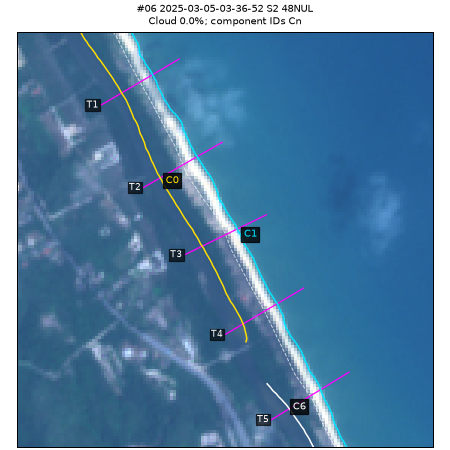 #06 2025-03-05-03-36-52 S2 48NUL
Cloud 0.0%; component IDs Cn
T1
T2
C0
C1
T3
T4
C6
T5